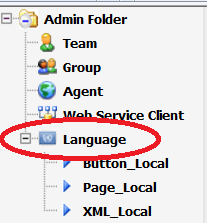 Admin Folder
Team
Group
Agent
Web Service Client
Language
Button_Local
Page_Local
XML_Local